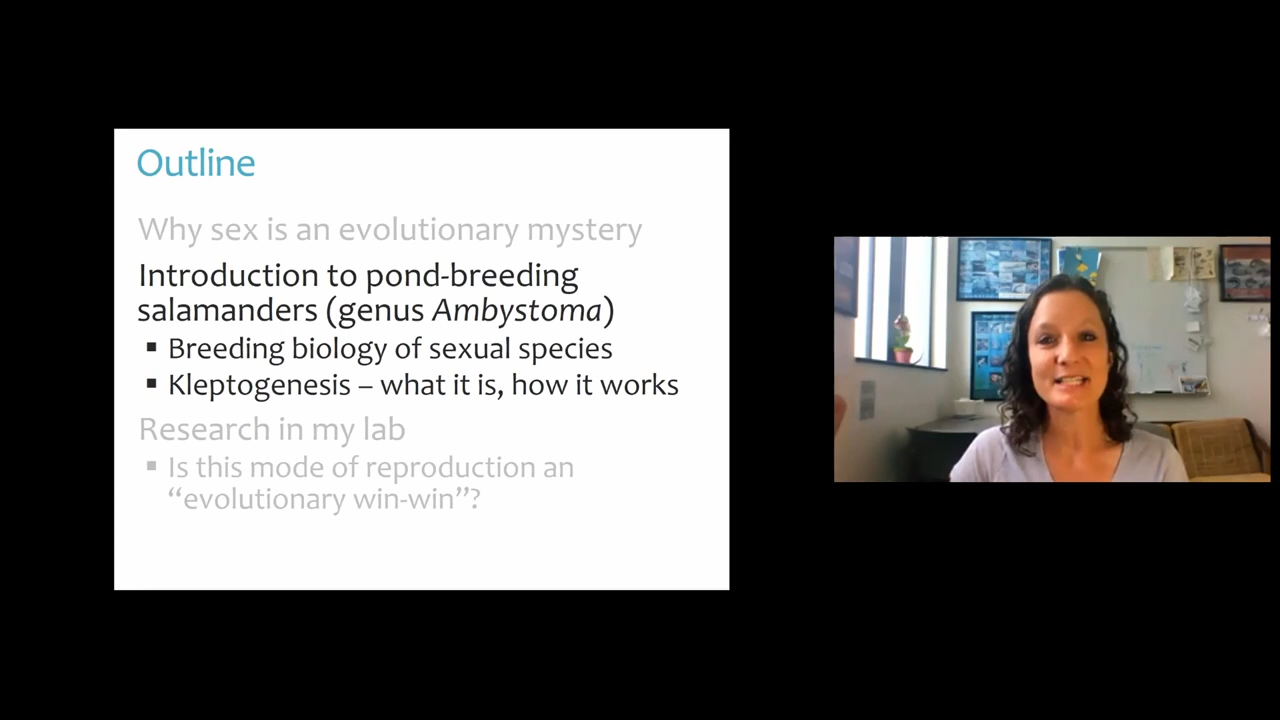 Outline
Why sex is an evolutionary mystery
Introduction to pond-breeding
salamanders (genus Ambystoma)
▪ Breeding biology of sexual species
▪ Kleptogenesis – what it is, how it works
Research in my lab
▪ Is this mode of reproduction an
“evolutionary win-win”?